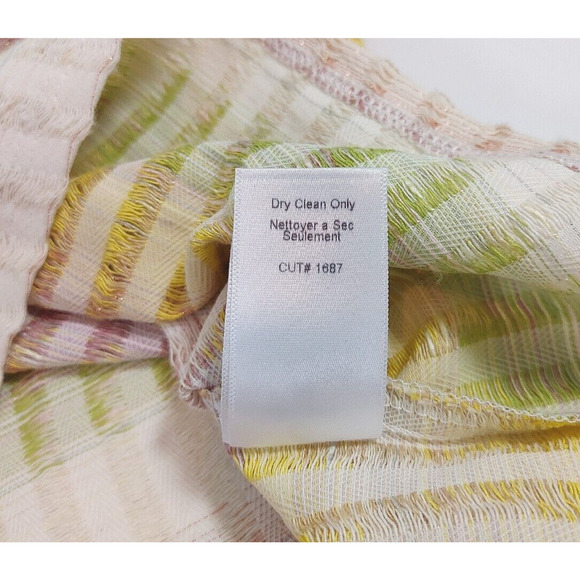 Dry Clean Only
Nettoyer a Sec
Seulement
CUT# 1687